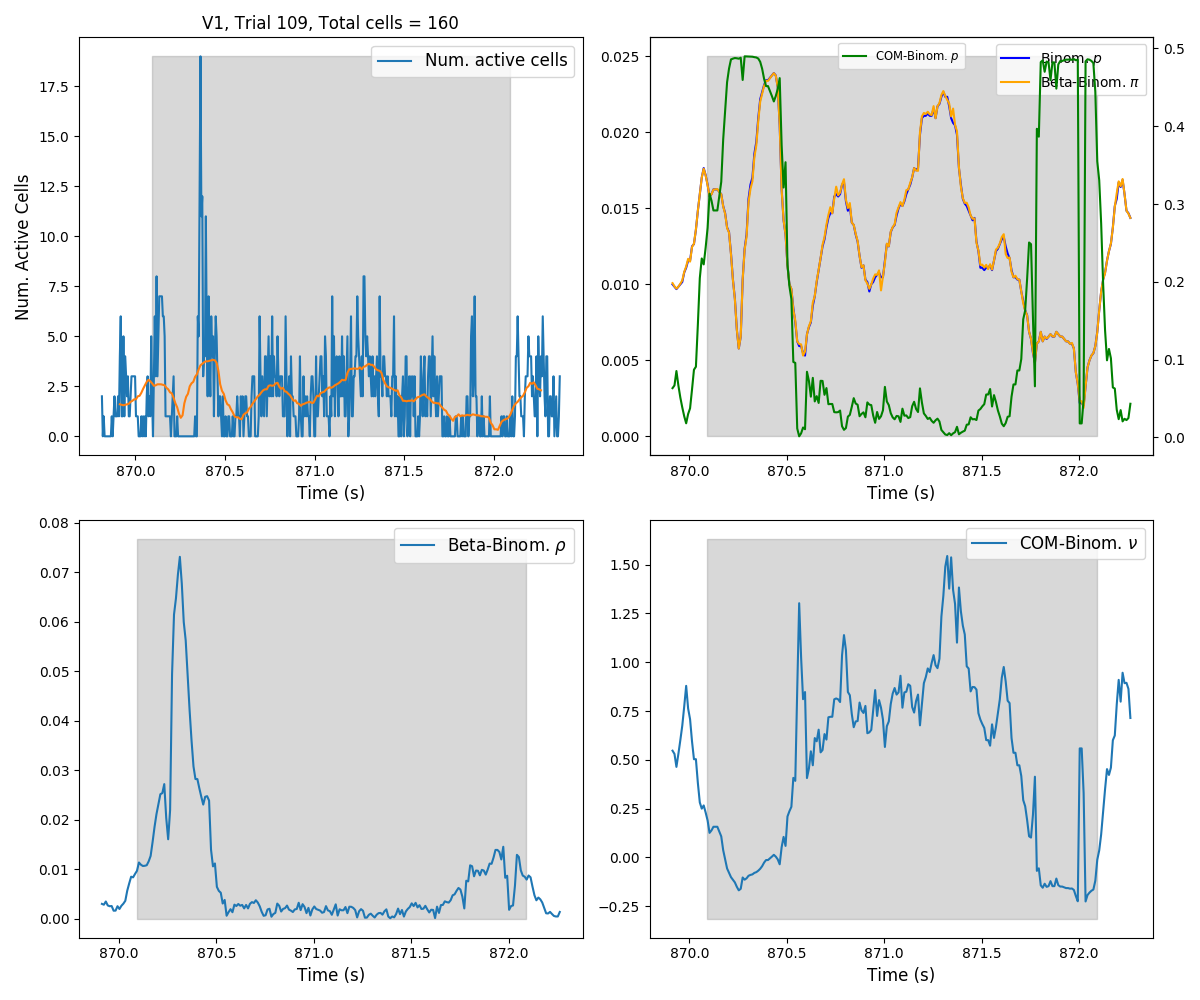 V1, Trial 109, Total cells = 160
Num. active cells
17.5
15.0
12.5
10.0
7.5
5.0
2.5
0.0
Num. Active Cells
870.0 870.5 871.0 871.5 872.0
Time (s)
COM-Binom. p
Binom. p
Beta-Binom. π
0.025
0.020
0.015
0.010
0.005
0.000
0.5
0.4
0.3
0.2
0.1
0.0
870.0 870.5 871.0 871.5 872.0
Time (s)
Beta-Binom. ρ
0.08
0.07
0.06
0.05
0.04
0.03
0.02
0.01
0.00
870.0 870.5 871.0 871.5 872.0
Time (s)
COM-Binom. ν
1.50
1.25
1.00
0.75
0.50
0.25
0.00
−0.25
870.0 870.5 871.0 871.5 872.0
Time (s)